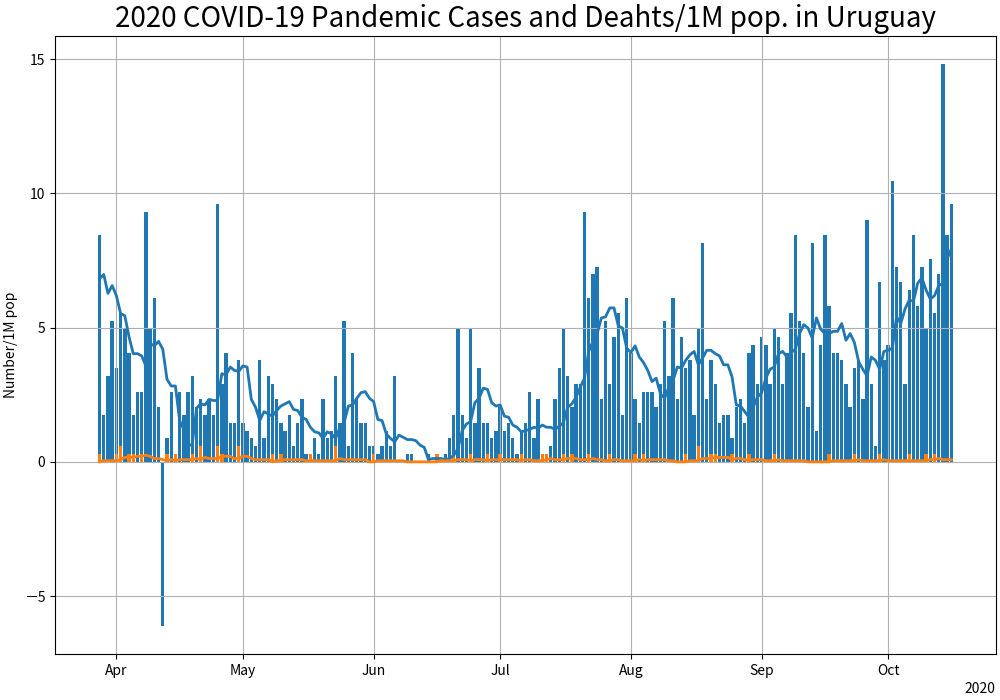 2020 COVID-19 Pandemic Cases and Deahts/1M pop. in Uruguay
Number/1M pop
15
10
5
0
−5
Apr May Jun Jul Aug Sep Oct
2020